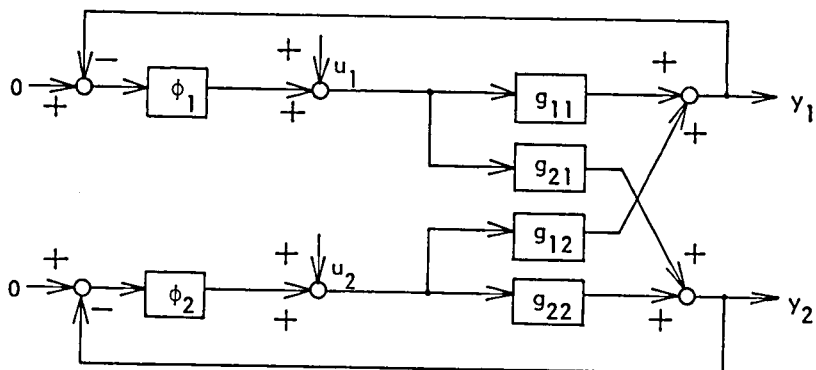 + +
− u₁ +
0 ϕ₁ g₁₁ y₁
+ + +
g₂₁
+ + g₁₂ +
0 ϕ₂ u₂ g₂₂ y₂
− + +